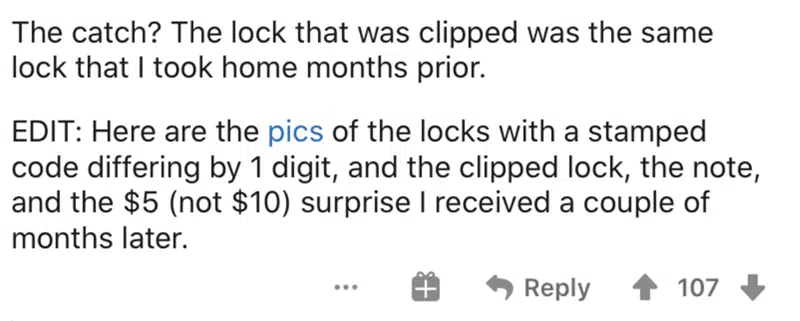 The catch? The lock that was clipped was the same
lock that I took home months prior.
EDIT: Here are the pics of the locks with a stamped
code differing by 1 digit, and the clipped lock, the note,
and the $5 (not $10) surprise I received a couple of
months later.
... Reply 107